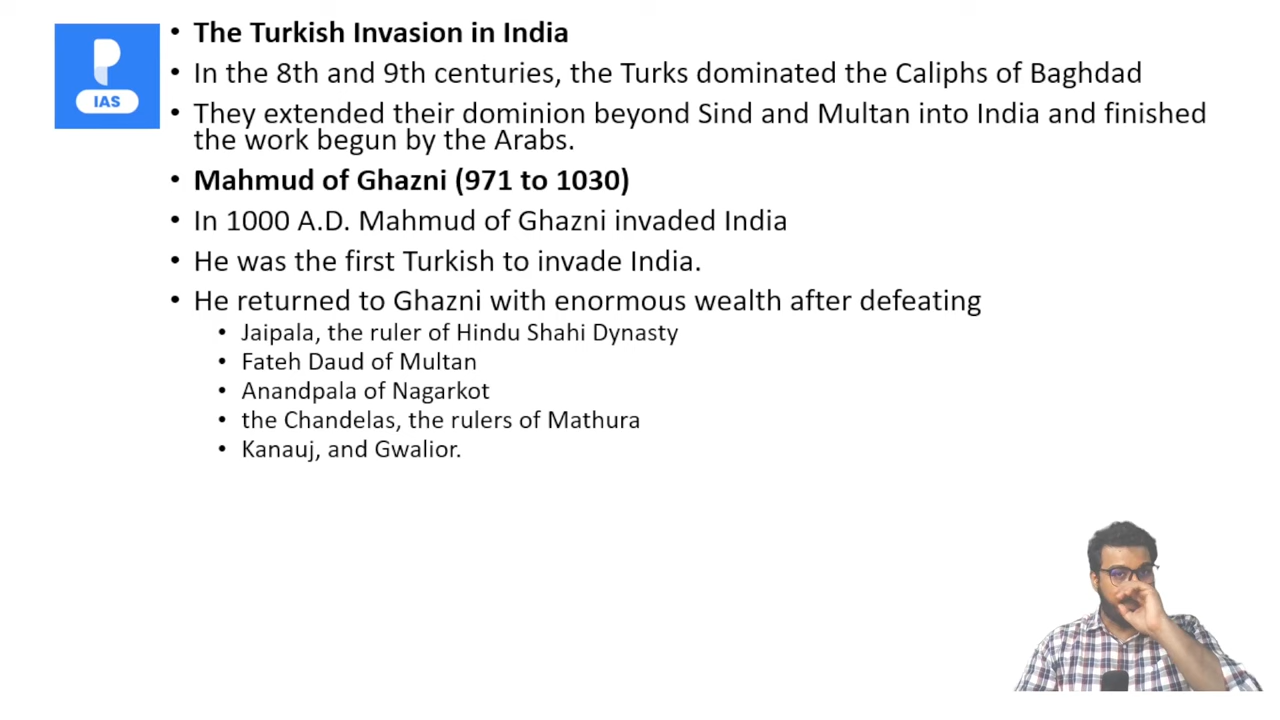 P
IAS
• The Turkish Invasion in India
• In the 8th and 9th centuries, the Turks dominated the Caliphs of Baghdad
• They extended their dominion beyond Sind and Multan into India and finished
the work begun by the Arabs.
• Mahmud of Ghazni (971 to 1030)
• In 1000 A.D. Mahmud of Ghazni invaded India
• He was the first Turkish to invade India.
• He returned to Ghazni with enormous wealth after defeating
• Jaipala, the ruler of Hindu Shahi Dynasty
• Fateh Daud of Multan
• Anandpala of Nagarkot
• the Chandelas, the rulers of Mathura
• Kanauj, and Gwalior.